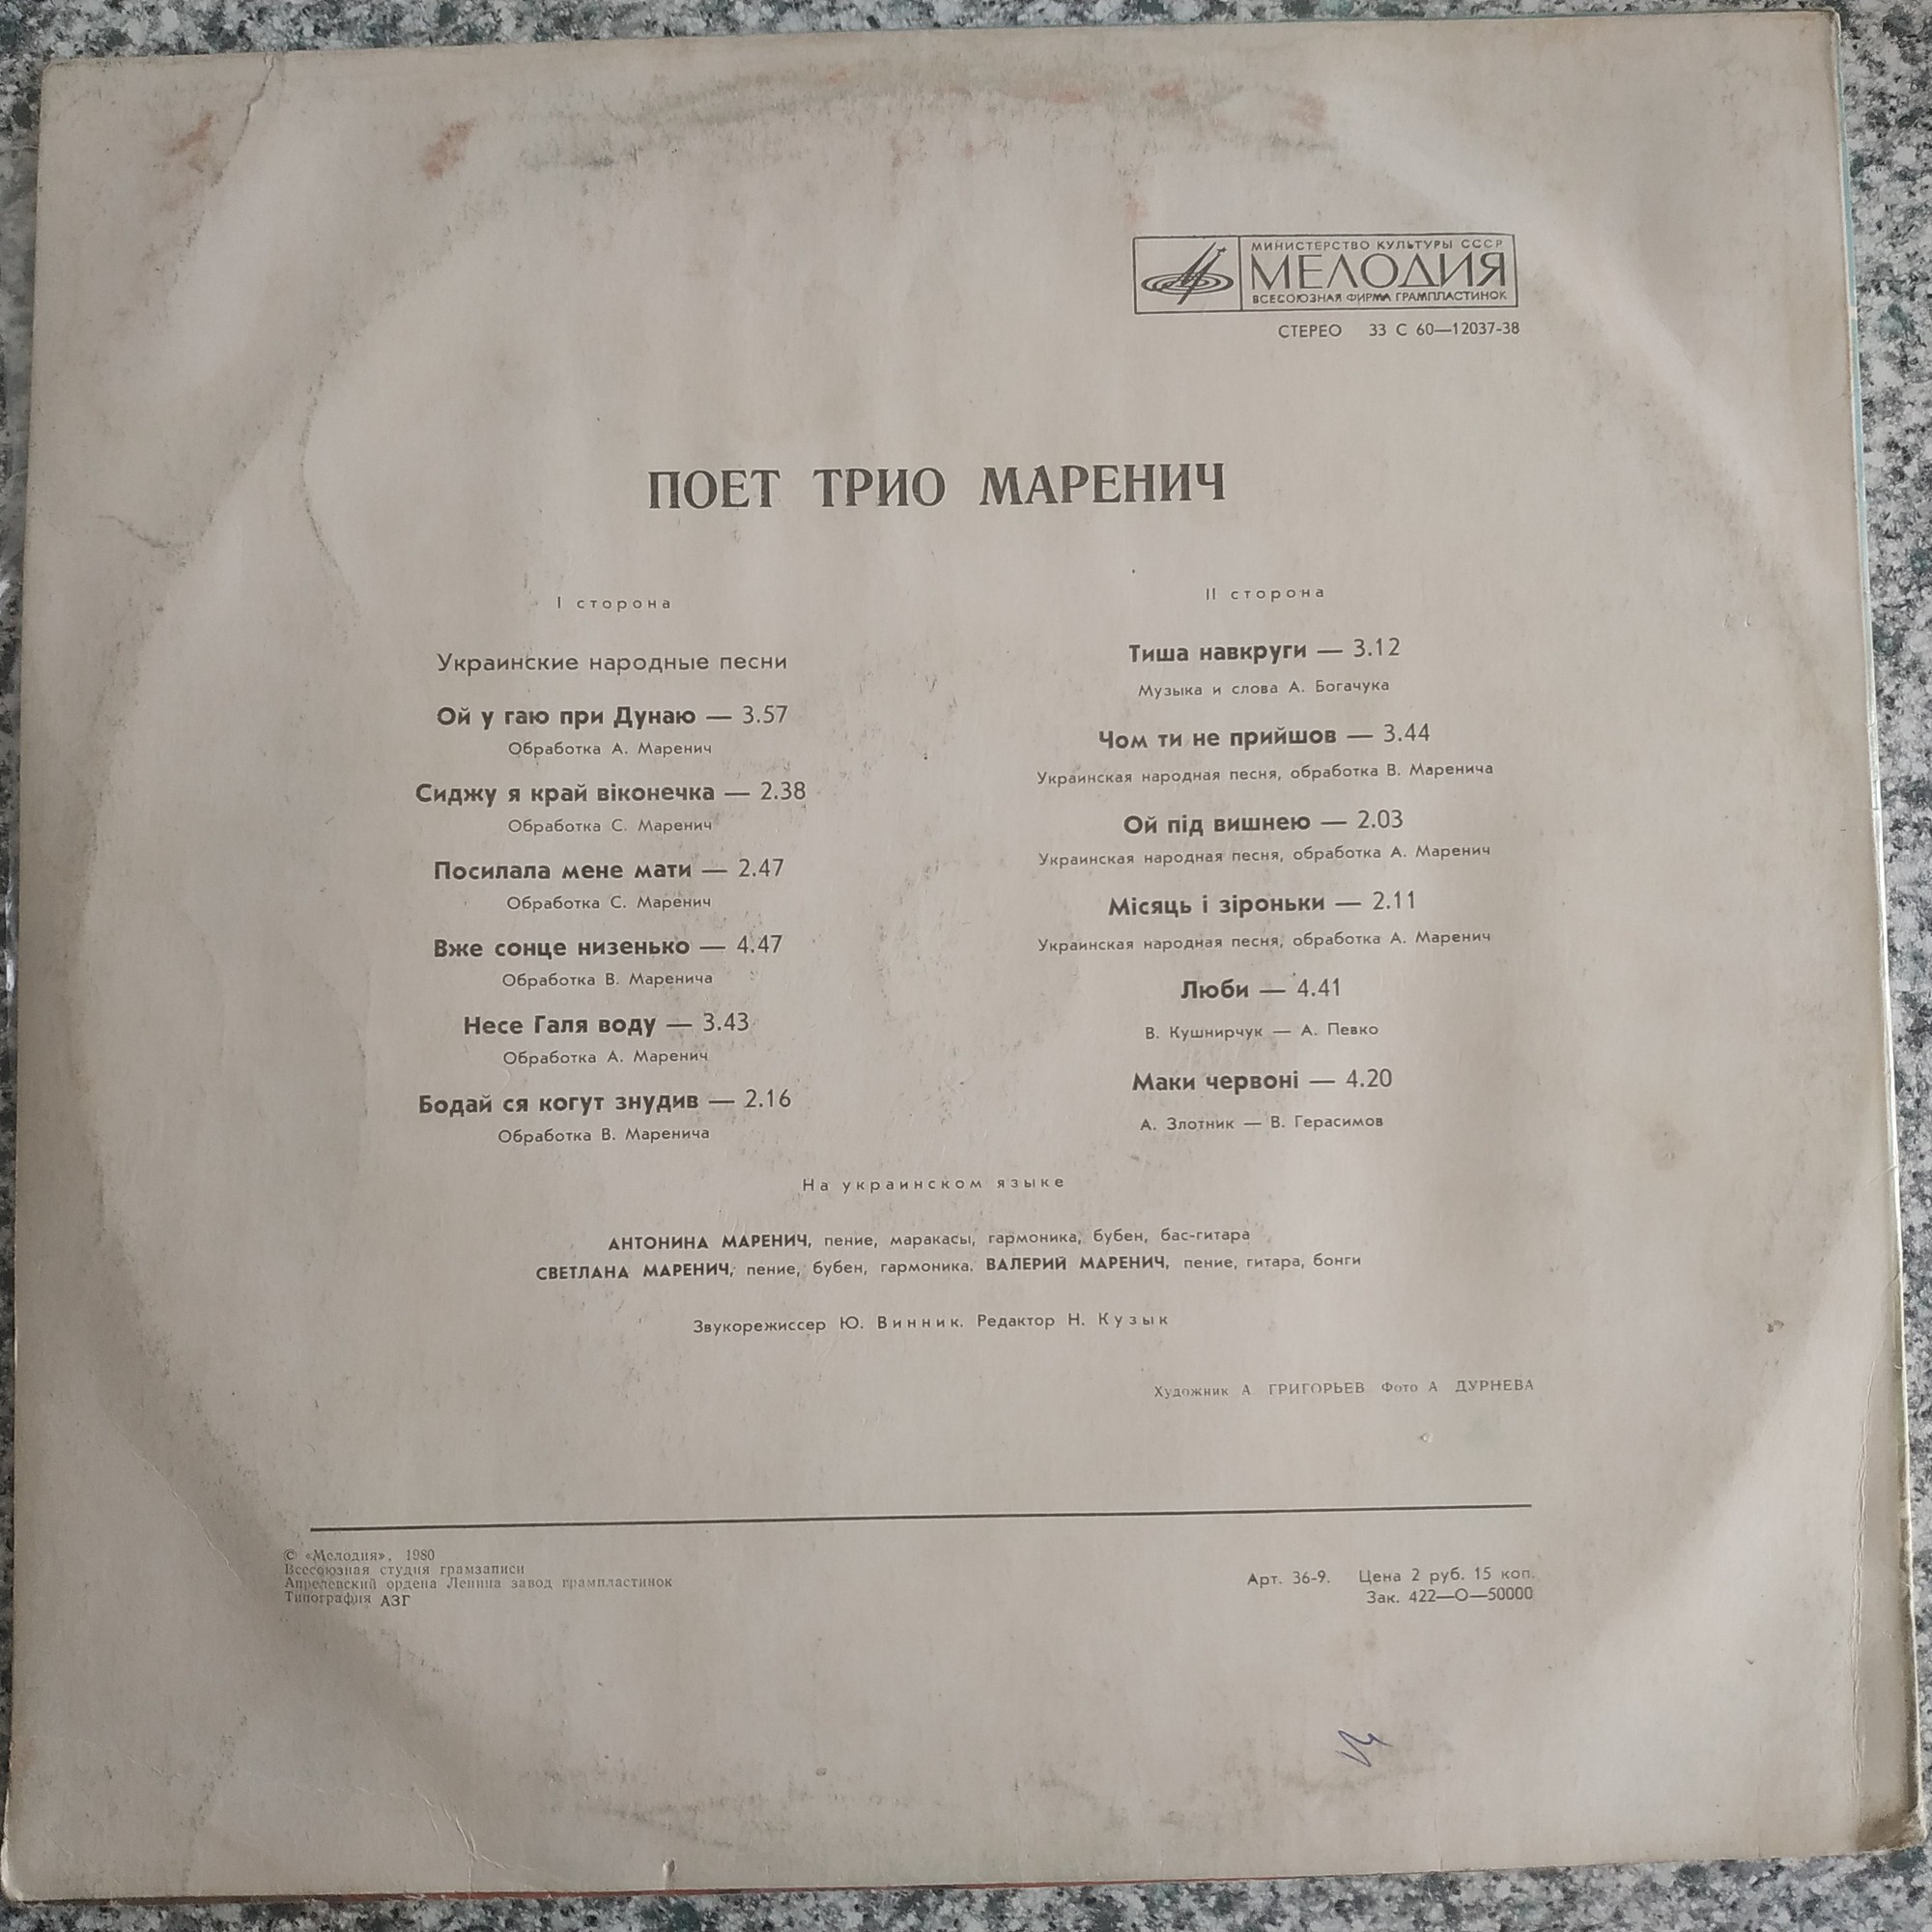 МИНИСТЕРСТВО КУЛЬТУРЫ СССР
МЕЛОДИЯ
ВСЕСОЮЗНАЯ ФИРМА ГРАМПЛАСТИНОК
СТЕРЕО 33 С 60—12037-38
ПОЕТ ТРИО МАРЕНИЧ
I сторона
Украинские народные песни
Ой у гаю при Дунаю — 3.57
Обработка А. Маренич
Сиджу я край віконечка — 2.38
Обработка С. Маренич
Посилала мене мати — 2.47
Обработка С. Маренич
Вже сонце низенько — 4.47
Обработка В. Маренича
Несе Галя воду — 3.43
Обработка А. Маренич
Бодай ся когут знудив — 2.16
Обработка В. Маренича
II сторона
Тиша навкруги — 3.12
Музыка и слова А. Богачука
Чом ти не прийшов — 3.44
Украинская народная песня, обработка В. Маренича
Ой під вишнею — 2.03
Украинская народная песня, обработка А. Маренич
Місяць і зіроньки — 2.11
Украинская народная песня, обработка А. Маренич
Люби — 4.41
В. Кушнирчук — А. Певко
Маки червоні — 4.20
А. Злотник — В. Герасимов
На украинском языке
АНТОНИНА МАРЕНИЧ, пение, маракасы, гармоника, бубен, бас-гитара
СВЕТЛАНА МАРЕНИЧ, пение, бубен, гармоника. ВАЛЕРИЙ МАРЕНИЧ, пение, гитара, бонги
Звукорежиссер Ю. Винник. Редактор Н. Кузык
Художник А. ГРИГОРЬЕВ Фото А ДУРНЕВА
© «Мелодия», 1980
Всесоюзная студия грамзаписи
Апрелевский ордена Ленина завод грампластинок
Типография АЗГ
Арт. 36-9. Цена 2 руб. 15 коп.
Зак. 422—О—50000